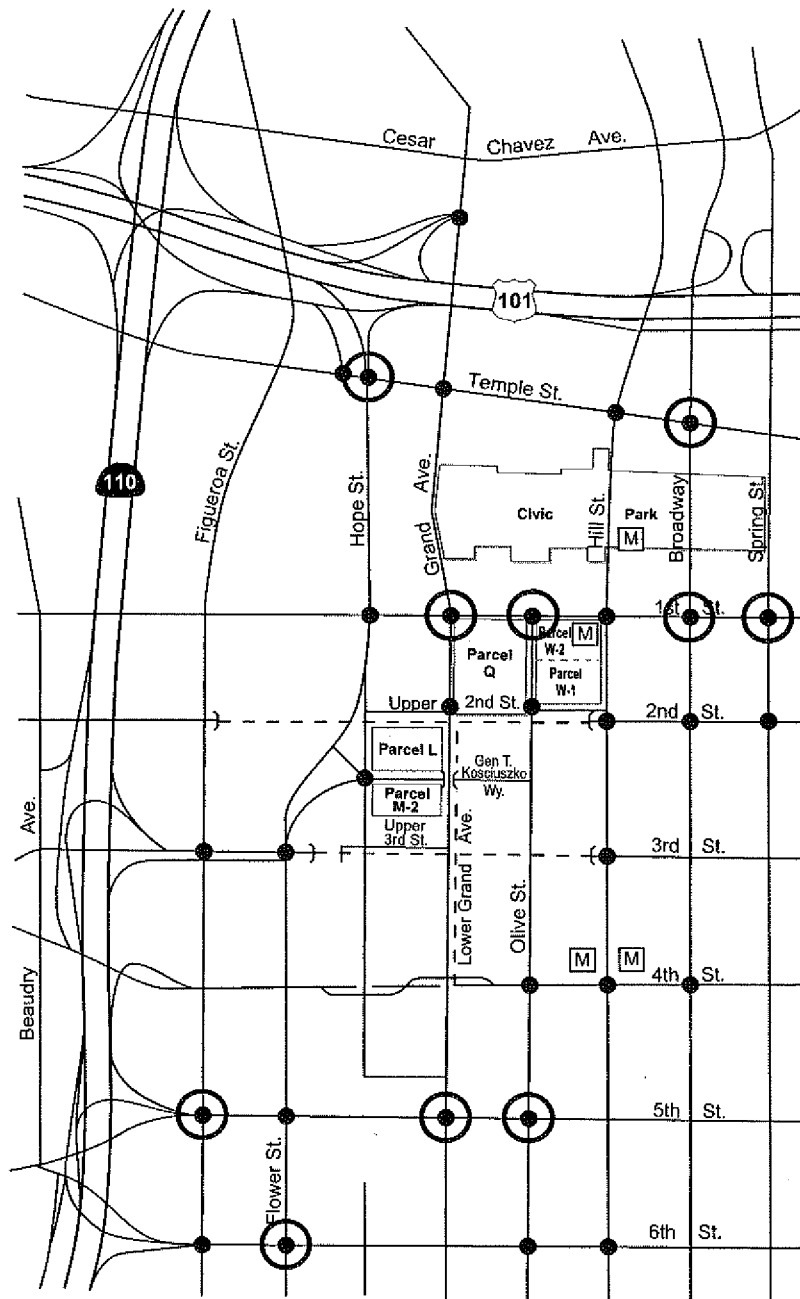 Cesar Chavez Ave.
101
Temple St.
110
Figueroa St.
Hope St.
Grand Ave.
Civic Park
Hill St.
M
Broadway
Spring St.
1st St.
Parcel W-2
M
Parcel Q
Parcel W-1
Upper 2nd St.
2nd St.
Parcel L
Gen T. Kosciuszko Wy.
Parcel M-2
Upper 3rd St.
3rd St.
Lower Grand Ave.
Olive St.
M
M
4th St.
Beaudry Ave.
5th St.
Flower St.
6th St.